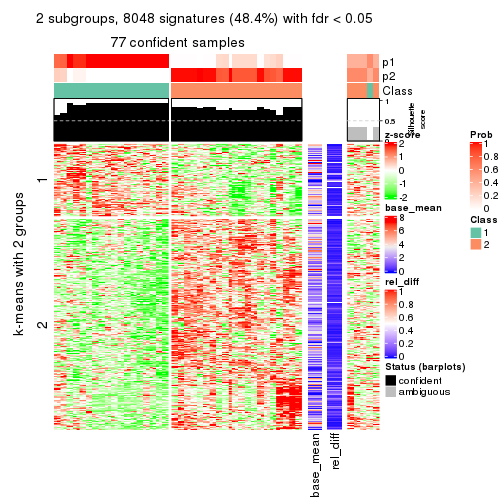 2 subgroups, 8048 signatures (48.4%) with fdr < 0.05
77 confident samples
p1
p2
Class
1
0.5
0
Silhouette
score
k-means with 2 groups
1
2
base_mean
rel_diff
z-score
2
1
0
-1
-2
base_mean
8
6
4
2
0
rel_diff
1
0.8
0.6
0.4
0.2
0
Status (barplots)
confident
ambiguous
Prob
1
0.8
0.6
0.4
0.2
0
Class
1
2